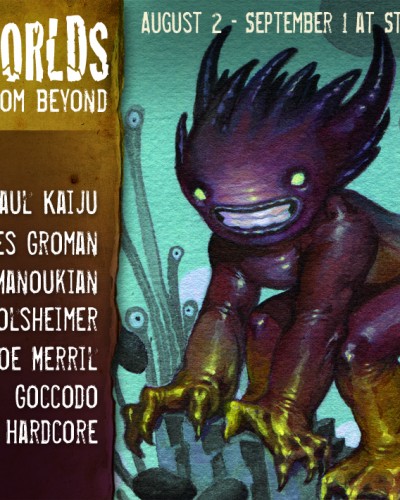 ORLDS
OM BEYOND
AUGUST 2 - SEPTEMBER 1 AT ST
AUL KAIJU
ES GROMAN
MANOUKIAN
OLSHEIMER
OE MERRIL
GOCCODO
HARDCORE